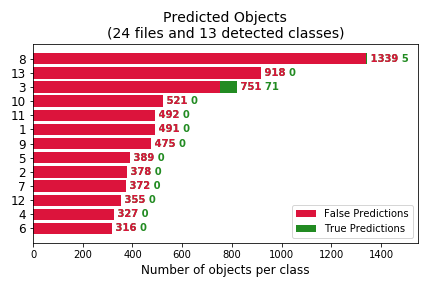 Predicted Objects
(24 files and 13 detected classes)
8 1339 5
13 918 0
3 751 71
10 521 0
11 492 0
1 491 0
9 475 0
5 389 0
2 378 0
7 372 0
12 355 0
4 327 0
6 316 0
False Predictions
True Predictions
0 200 400 600 800 1000 1200 1400
Number of objects per class